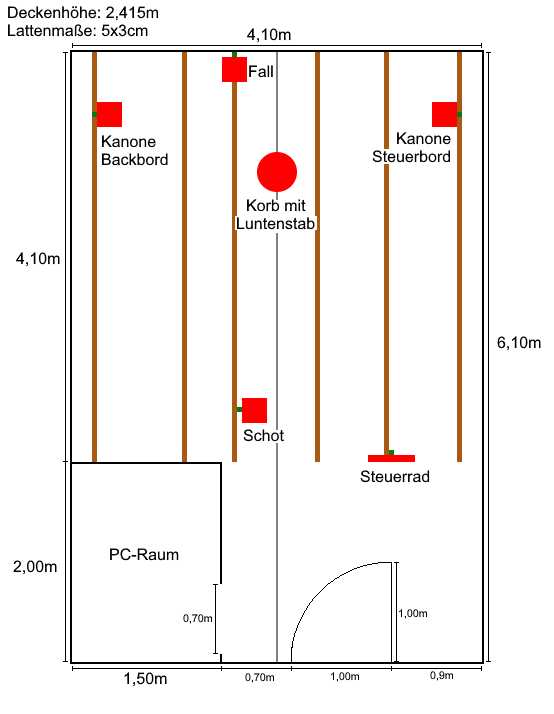 Deckenhöhe: 2,415m
Lattenmaße: 5x3cm
4,10m
Fall
Kanone
Backbord
Kanone
Steuerbord
Korb mit
Luntenstab
4,10m
6,10m
Schot
Steuerrad
PC-Raum
2,00m
0,70m
1,00m
1,50m
0,70m
1,00m
0,9m